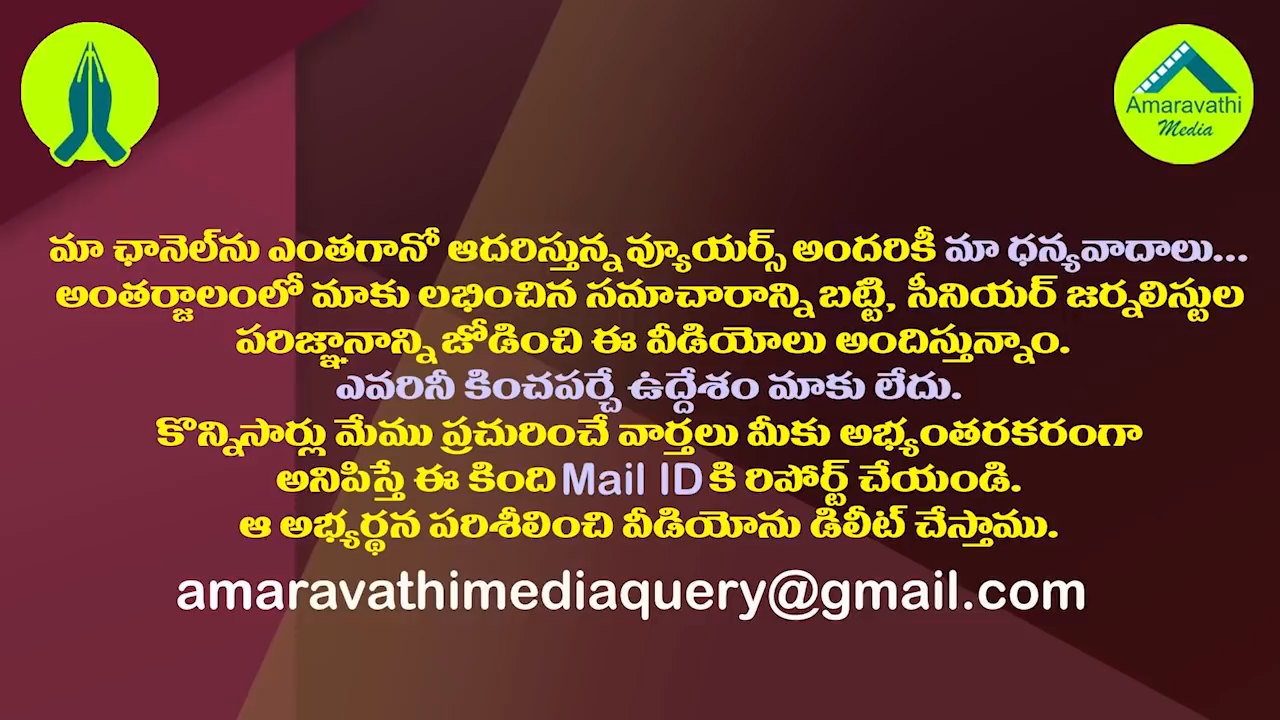 Amaravathi
Media
మా ఛానెల్‌ను ఎంతగానో ఆదరిస్తున్న వ్యూయర్స్ అందరికీ మా ధన్యవాదాలు...
అంతర్జాలంలో మాకు లభించిన సమాచారాన్ని బట్టి, సీనియర్ జర్నలిస్టుల
పరిజ్ఞానాన్ని జోడించి ఈ వీడియోలు అందిస్తున్నాం.
ఎవరినీ కించపర్చే ఉద్దేశం మాకు లేదు.
కొన్నిసార్లు మేము ప్రచురించే వార్తలు మీకు అభ్యంతరకరంగా
అనిపిస్తే ఈ కింది Mail ID కి రిపోర్ట్ చేయండి.
ఆ అభ్యర్థన పరిశీలించి వీడియోను డిలీట్ చేస్తాము.
amaravathimediaquery@gmail.com